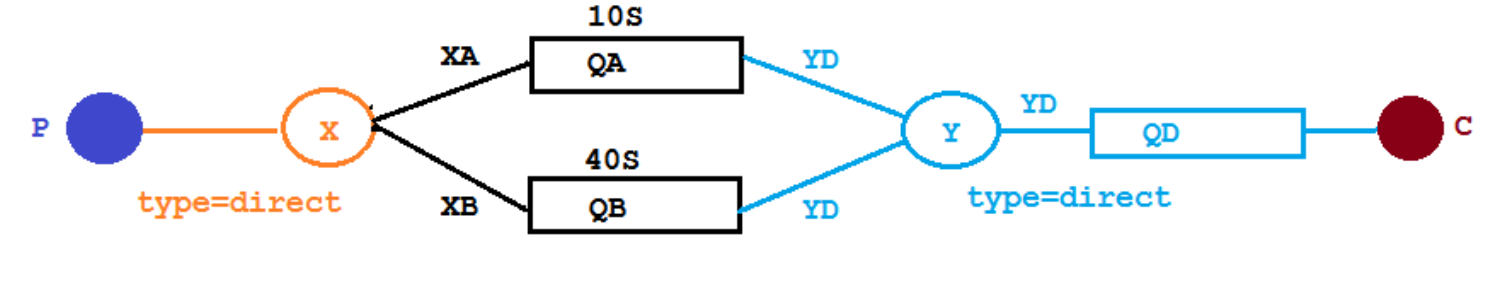 10S
XA
QA
YD
P
X
Y
YD
QD
C
40S
type=direct
XB
QB
YD
type=direct